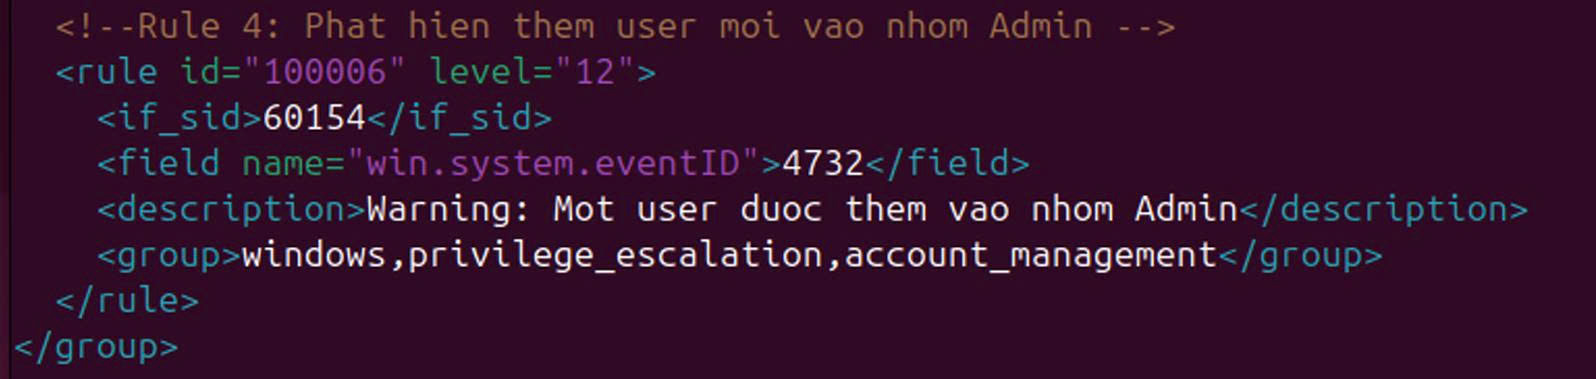 <!--Rule 4: Phat hien them user moi vao nhom Admin -->
<rule id="100006" level="12">
<if_sid>60154</if_sid>
<field name="win.system.eventID">4732</field>
<description>Warning: Mot user duoc them vao nhom Admin</description>
<group>windows,privilege_escalation,account_management</group>
</rule>
</group>